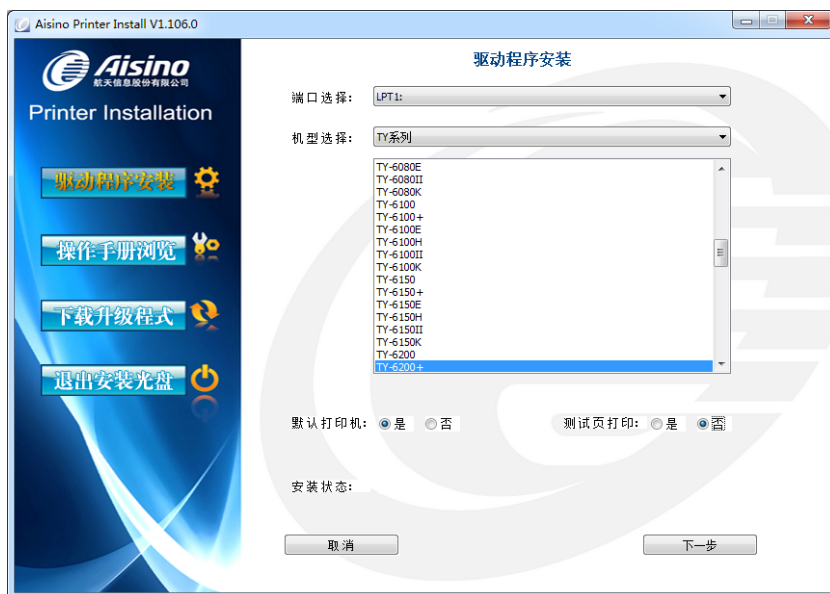 Aisino Printer Install V1.106.0
Aisino
航天信息股份有限公司
Printer Installation
驱动程序安装
操作手册浏览
下载升级程式
退出安装光盘
驱动程序安装
端口选择: LPT1:
机型选择: TY系列
TY-6080E
TY-6080II
TY-6080K
TY-6100
TY-6100+
TY-6100E
TY-6100H
TY-6100II
TY-6100K
TY-6150
TY-6150+
TY-6150E
TY-6150H
TY-6150II
TY-6150K
TY-6200
TY-6200+
默认打印机: 是 否 测试页打印: 是 否
安装状态:
取消 下一步